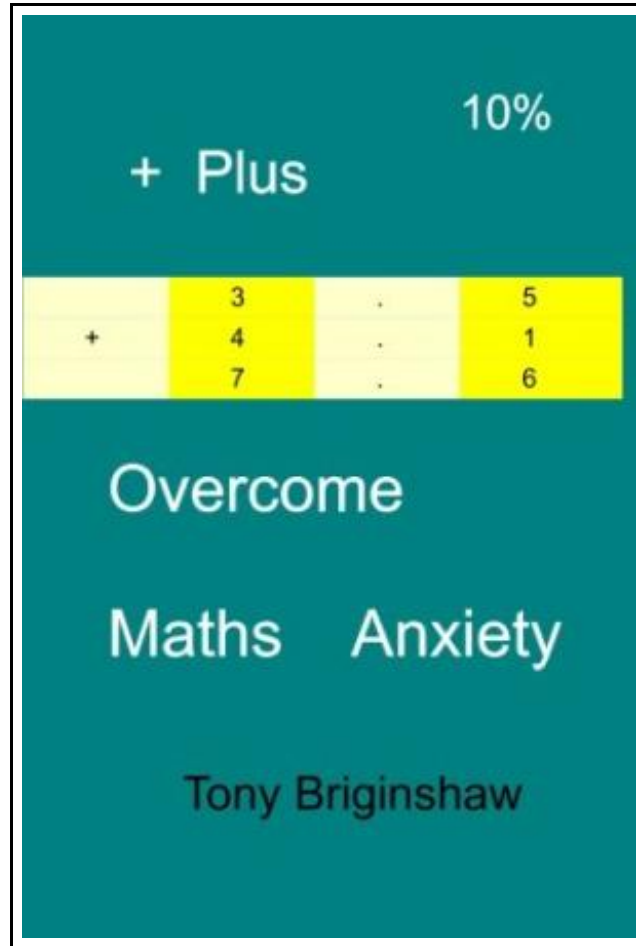 10%
+ Plus
3 . 5
+ 4 . 1
7 . 6
Overcome
Maths Anxiety
Tony Briginshaw